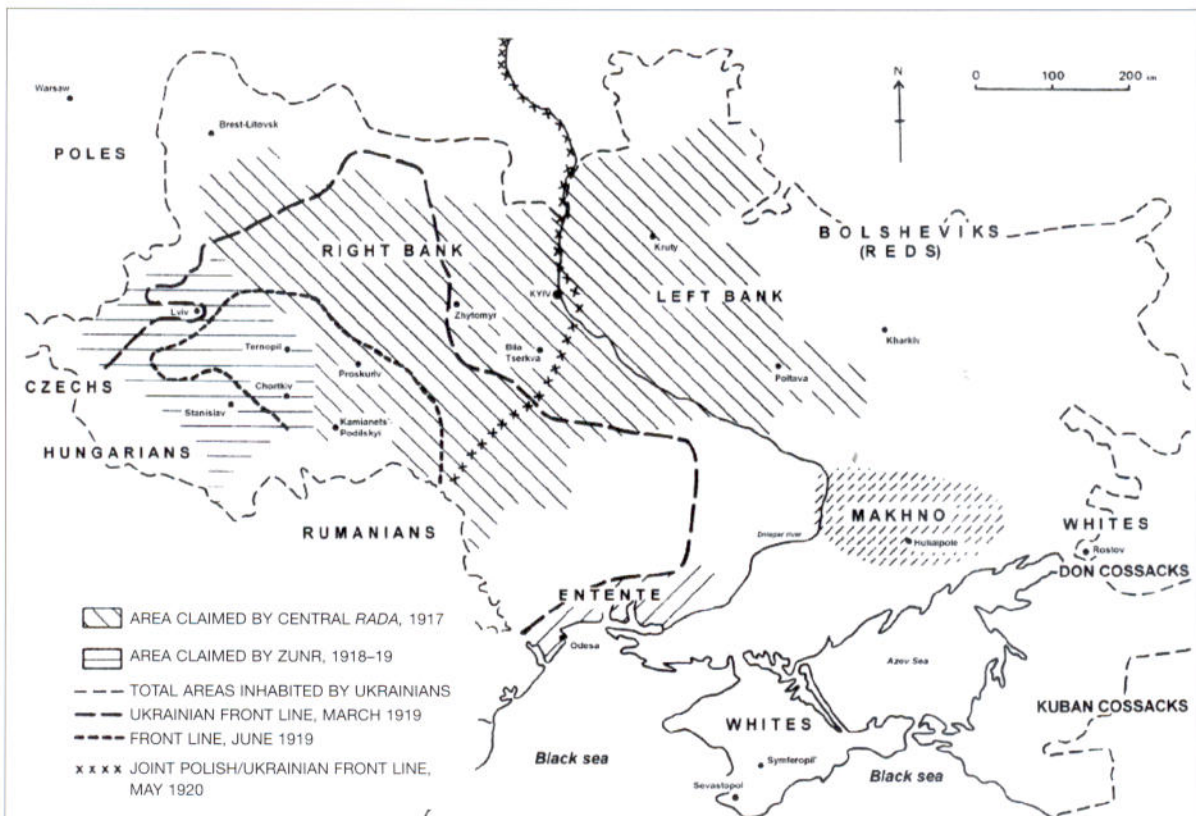 N
0 100 200 km
Warsaw
Brest-Litovsk
POLES
BOLSHEVIKS
(REDS)
RIGHT BANK
Kruty
LEFT BANK
KYIV
Lviv
Zhytomyr
Kharkiv
Ternopil
Bila
Tserkva
Proskuriv
Poltava
CZECHS
Chortkiv
Stanislav
Kamianets'
Podilskyi
HUNGARIANS
MAKHNO
WHITES
RUMANIANS
Dnieper river
Huliaipole
Rostov
DON COSSACKS
ENTENTE
Odesa
Azov Sea
KUBAN COSSACKS
WHITES
Black sea
Symferopil'
Black sea
Sevastopol
AREA CLAIMED BY CENTRAL RADA, 1917
AREA CLAIMED BY ZUNR, 1918–19
TOTAL AREAS INHABITED BY UKRAINIANS
UKRAINIAN FRONT LINE, MARCH 1919
FRONT LINE, JUNE 1919
x x x x JOINT POLISH/UKRAINIAN FRONT LINE,
MAY 1920